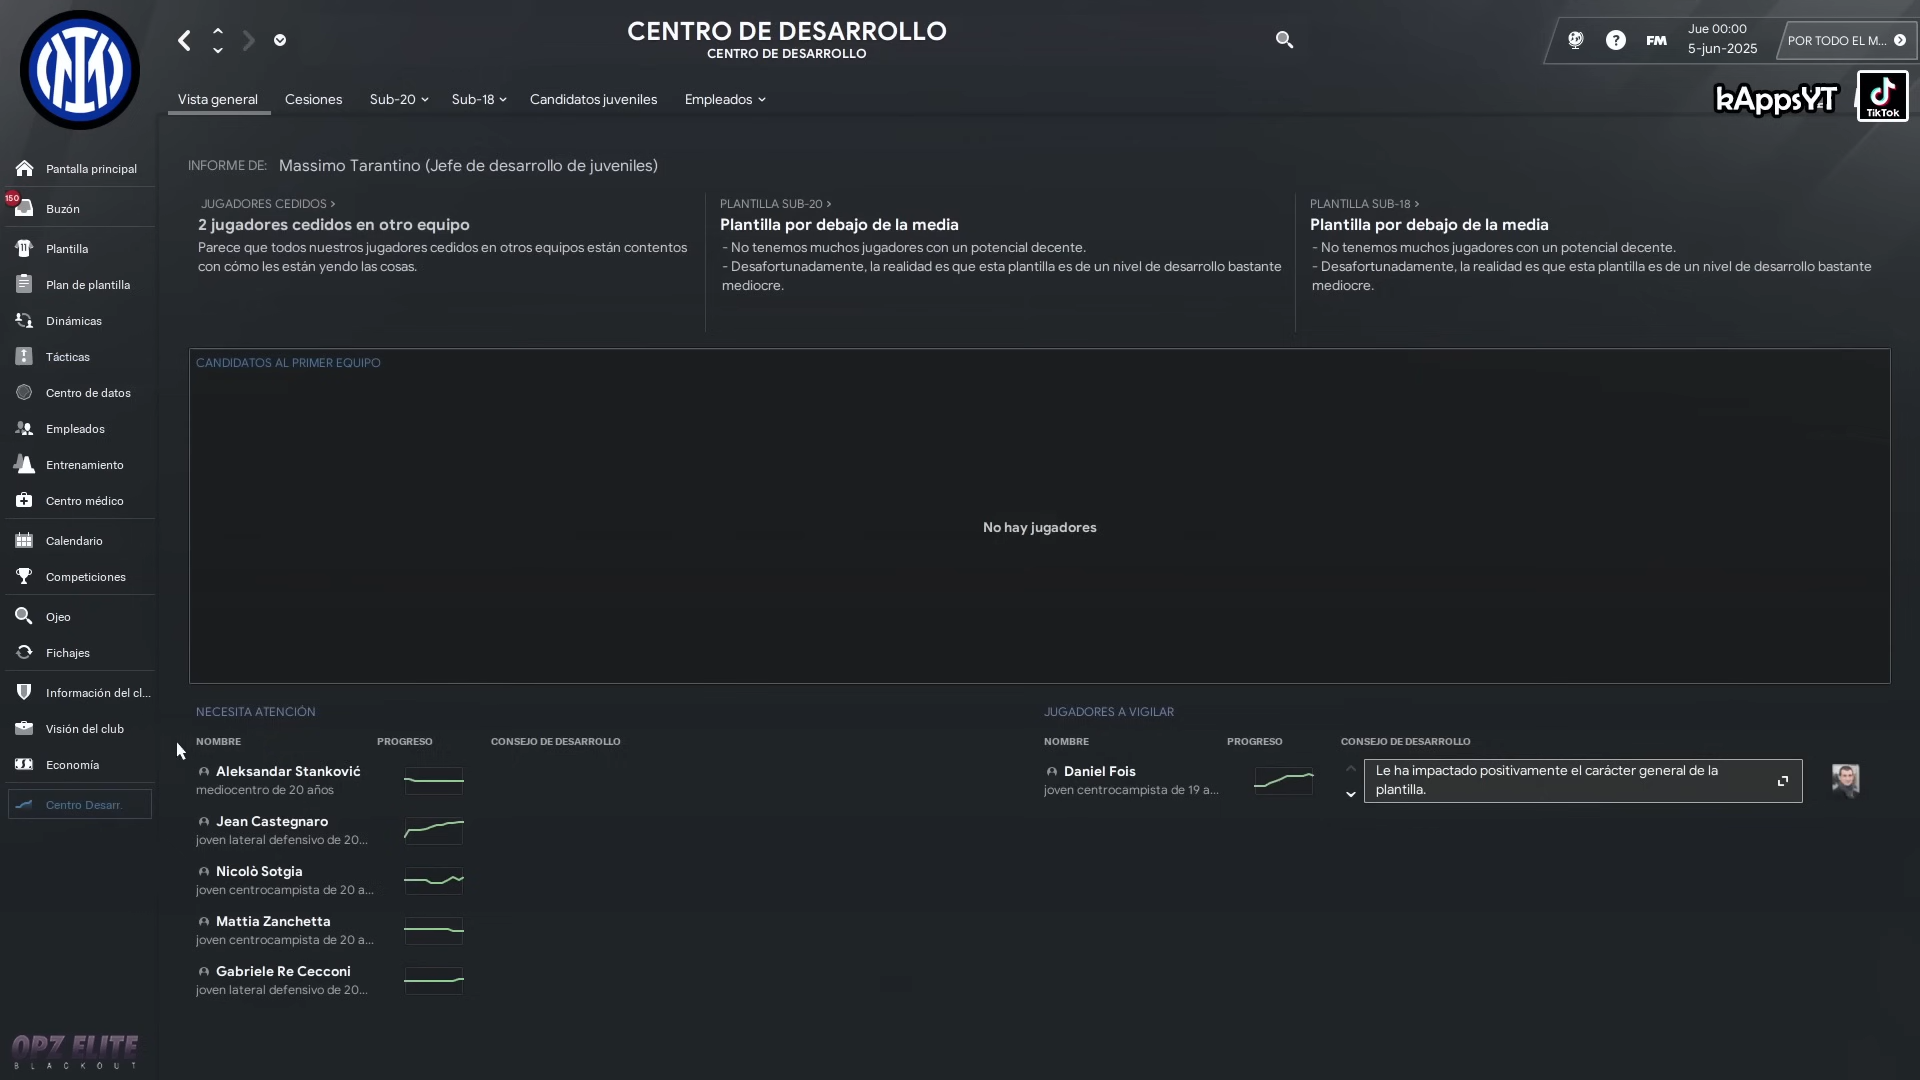 CENTRO DE DESARROLLO
CENTRO DE DESARROLLO
Jue 00:00
5-jun-2025
FM
POR TODO EL M...
Vista general
Cesiones
Sub-20
Sub-18
Candidatos juveniles
Empleados
kAppsYT
TikTok
Pantalla principal
150
Buzón
Plantilla
Plan de plantilla
Dinámicas
Tácticas
Centro de datos
Empleados
Entrenamiento
Centro médico
Calendario
Competiciones
Ojeo
Fichajes
Información del cl...
Visión del club
Economía
Centro Desarr.
OPZ ELITE
BLACKOUT
INFORME DE: Massimo Tarantino (Jefe de desarrollo de juveniles)
JUGADORES CEDIDOS >
2 jugadores cedidos en otro equipo
Parece que todos nuestros jugadores cedidos en otros equipos están contentos
con cómo les están yendo las cosas.
PLANTILLA SUB-20 >
Plantilla por debajo de la media
- No tenemos muchos jugadores con un potencial decente.
- Desafortunadamente, la realidad es que esta plantilla es de un nivel de desarrollo bastante
mediocre.
PLANTILLA SUB-18 >
Plantilla por debajo de la media
- No tenemos muchos jugadores con un potencial decente.
- Desafortunadamente, la realidad es que esta plantilla es de un nivel de desarrollo bastante
mediocre.
CANDIDATOS AL PRIMER EQUIPO
No hay jugadores
NECESITA ATENCIÓN
NOMBRE PROGRESO CONSEJO DE DESARROLLO
Aleksandar Stanković
mediocentro de 20 años
Jean Castegnaro
joven lateral defensivo de 20...
Nicolò Sotgia
joven centrocampista de 20 a...
Mattia Zanchetta
joven centrocampista de 20 a...
Gabriele Re Cecconi
joven lateral defensivo de 20...
JUGADORES A VIGILAR
NOMBRE PROGRESO CONSEJO DE DESARROLLO
Daniel Fois
joven centrocampista de 19 a...
Le ha impactado positivamente el carácter general de la
plantilla.